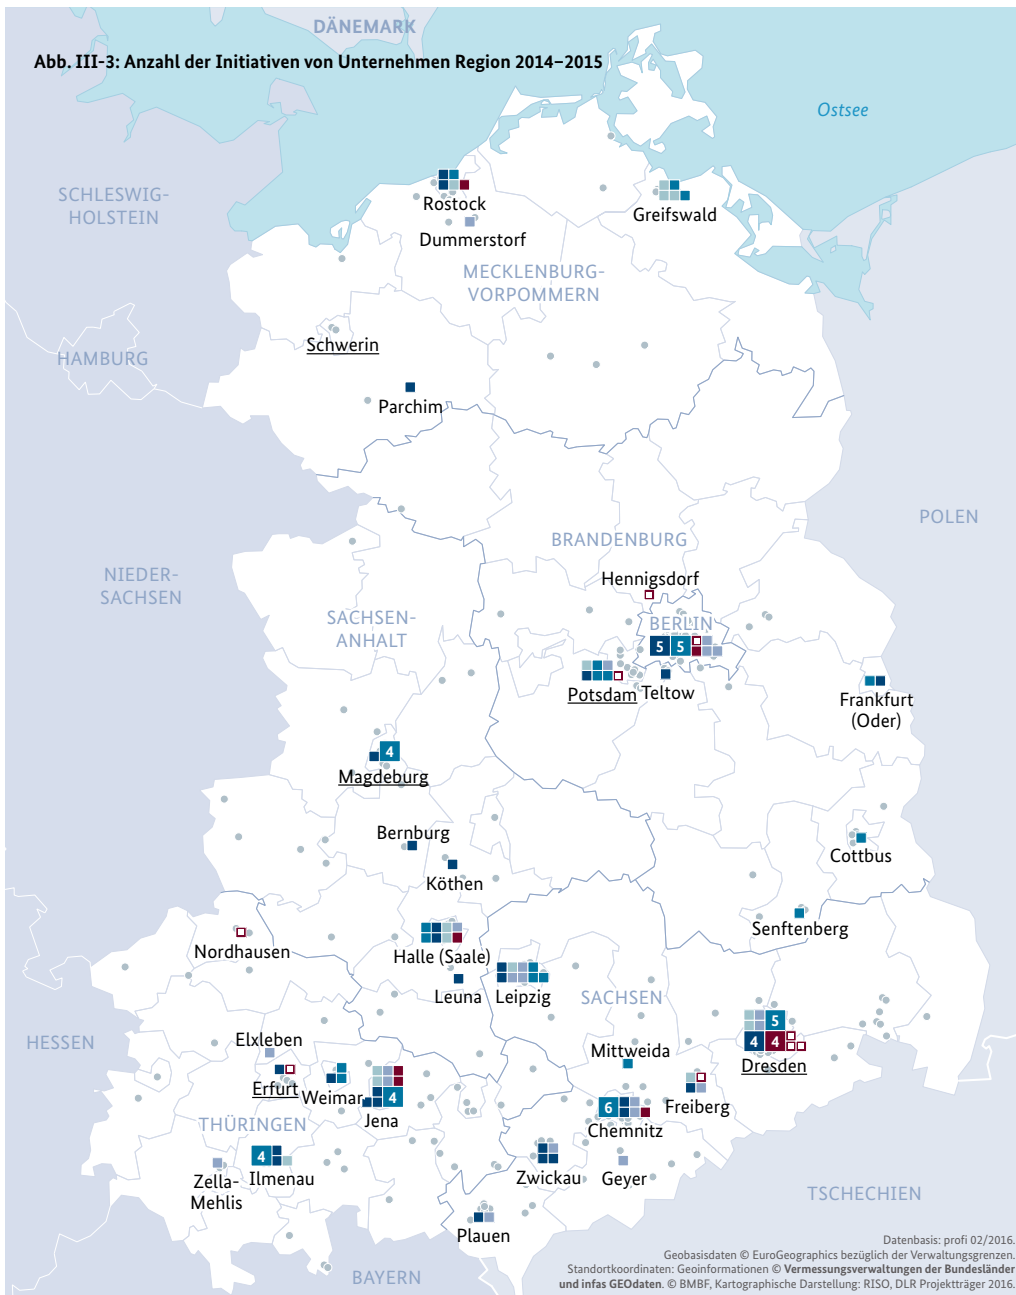 DÄNEMARK
Abb. III-3: Anzahl der Initiativen von Unternehmen Region 2014–2015
Ostsee
SCHLESWIG-
HOLSTEIN
Rostock
Greifswald
Dummerstorf
MECKLENBURG-
VORPOMMERN
Schwerin
HAMBURG
Parchim
POLEN
BRANDENBURG
NIEDER-
SACHSEN
Hennigsdorf
SACHSEN-
ANHALT
BERLIN
5 5
Potsdam Teltow
Frankfurt
(Oder)
4
Magdeburg
Bernburg
Cottbus
Köthen
Senftenberg
Nordhausen
Halle (Saale)
Leuna
Leipzig
SACHSEN
5
4 4
Dresden
HESSEN
Elxleben
Mittweida
Erfurt
Weimar
4
Jena
Freiberg
6
Chemnitz
THÜRINGEN
4
Ilmenau
Zella-
Mehlis
Zwickau
Geyer
TSCHECHIEN
Plauen
BAYERN
Datenbasis: profi 02/2016.
Geobasisdaten © EuroGeographics bezüglich der Verwaltungsgrenzen.
Standortkoordinaten: Geoinformationen © Vermessungsverwaltungen der Bundesländer
und infas GEOdaten. © BMBF, Kartographische Darstellung: RISO, DLR Projektträger 2016.